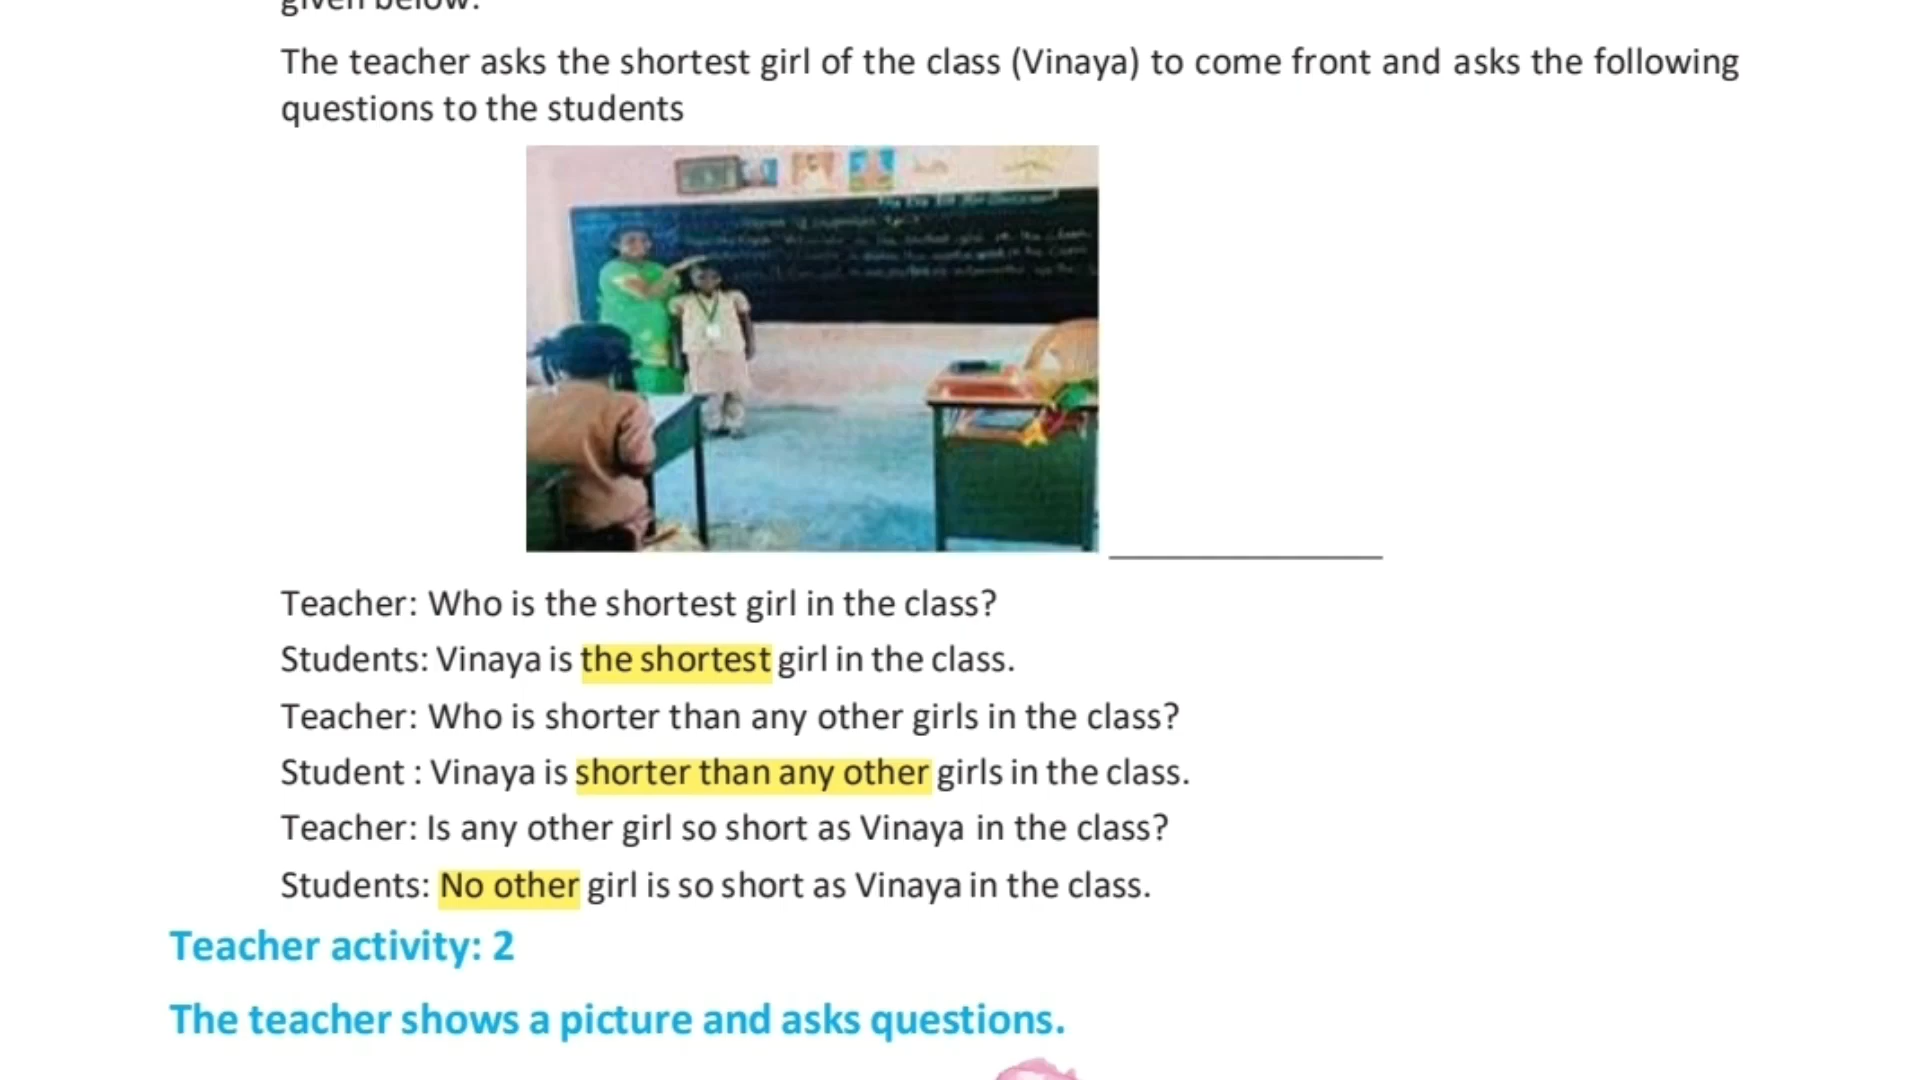 given below.
The teacher asks the shortest girl of the class (Vinaya) to come front and asks the following
questions to the students
Teacher: Who is the shortest girl in the class?
Students: Vinaya is the shortest girl in the class.
Teacher: Who is shorter than any other girls in the class?
Student : Vinaya is shorter than any other girls in the class.
Teacher: Is any other girl so short as Vinaya in the class?
Students: No other girl is so short as Vinaya in the class.
Teacher activity: 2
The teacher shows a picture and asks questions.